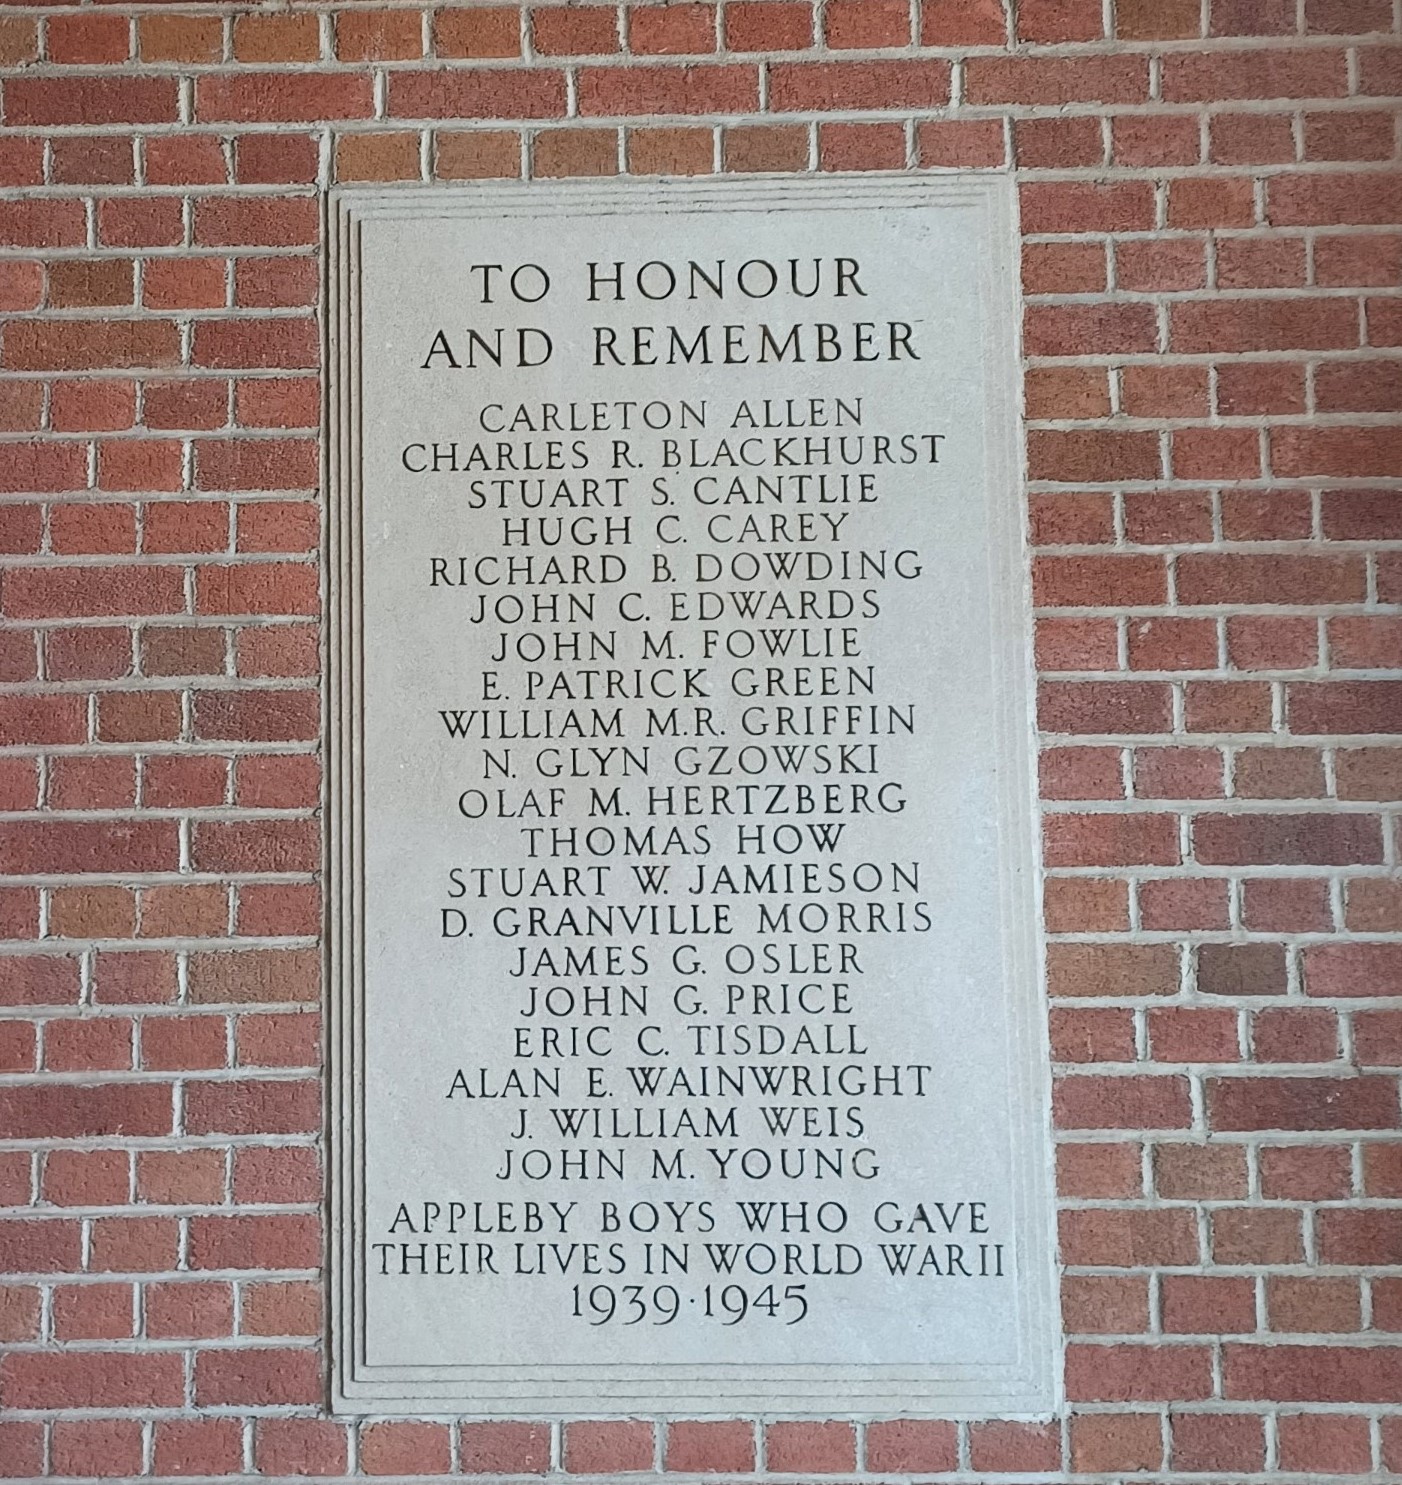 TO HONOUR
AND REMEMBER
CARLETON ALLEN
CHARLES R. BLACKHURST
STUART S. CANTLIE
HUGH C. CAREY
RICHARD B. DOWDING
JOHN C. EDWARDS
JOHN M. FOWLIE
E. PATRICK GREEN
WILLIAM M.R. GRIFFIN
N. GLYN GZOWSKI
OLAF M. HERTZBERG
THOMAS HOW
STUART W. JAMIESON
D. GRANVILLE MORRIS
JAMES G. OSLER
JOHN G. PRICE
ERIC C. TISDALL
ALAN E. WAINWRIGHT
J. WILLIAM WEIS
JOHN M. YOUNG
APPLEBY BOYS WHO GAVE
THEIR LIVES IN WORLD WAR II
1939·1945